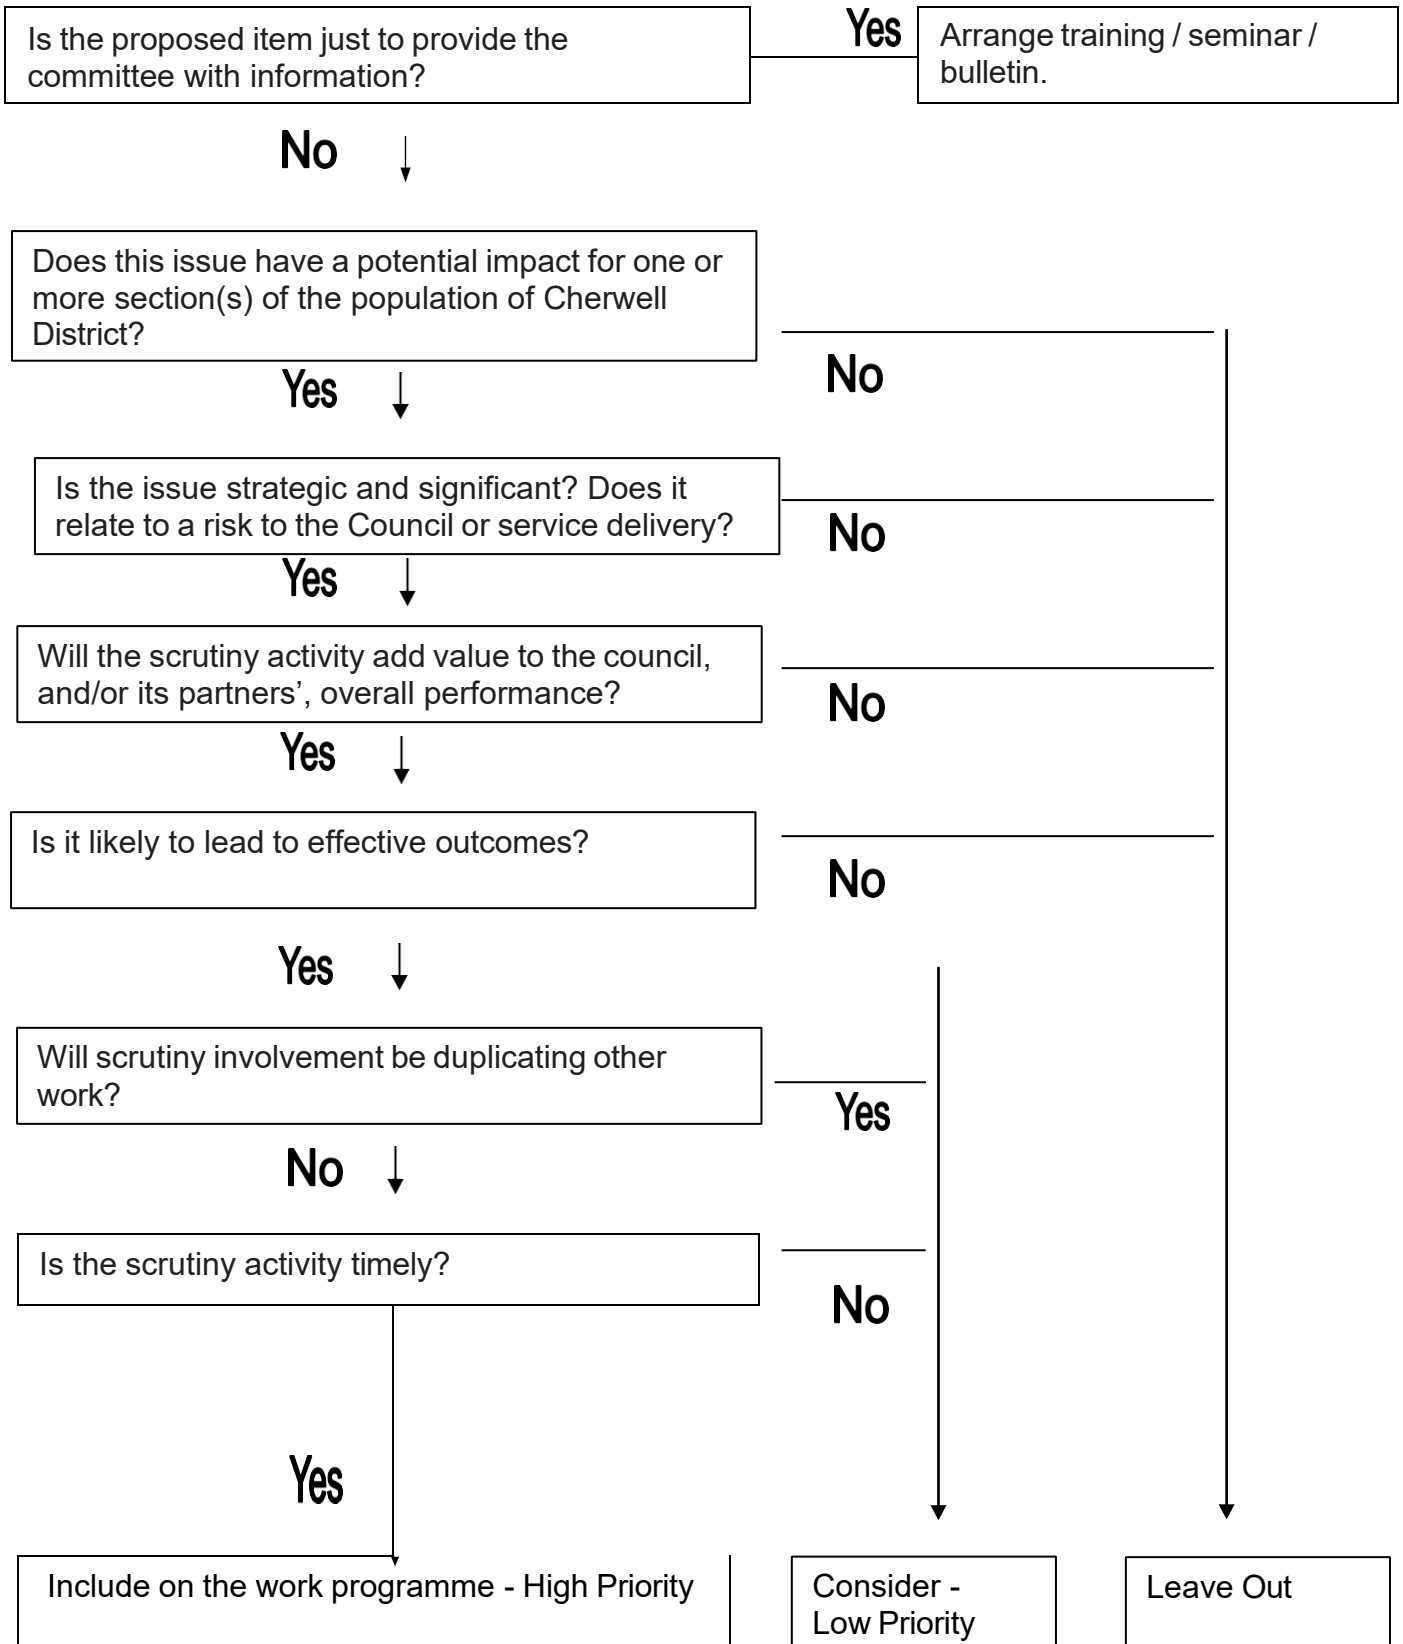 Is the proposed item just to provide the
committee with information?
Yes
Arrange training / seminar /
bulletin.
No
Does this issue have a potential impact for one or
more section(s) of the population of Cherwell
District?
No
Yes
Is the issue strategic and significant? Does it
relate to a risk to the Council or service delivery?
No
Yes
Will the scrutiny activity add value to the council,
and/or its partners’, overall performance?
No
Yes
Is it likely to lead to effective outcomes?
No
Yes
Will scrutiny involvement be duplicating other
work?
Yes
No
Is the scrutiny activity timely?
No
Yes
Include on the work programme - High Priority
Consider -
Low Priority
Leave Out